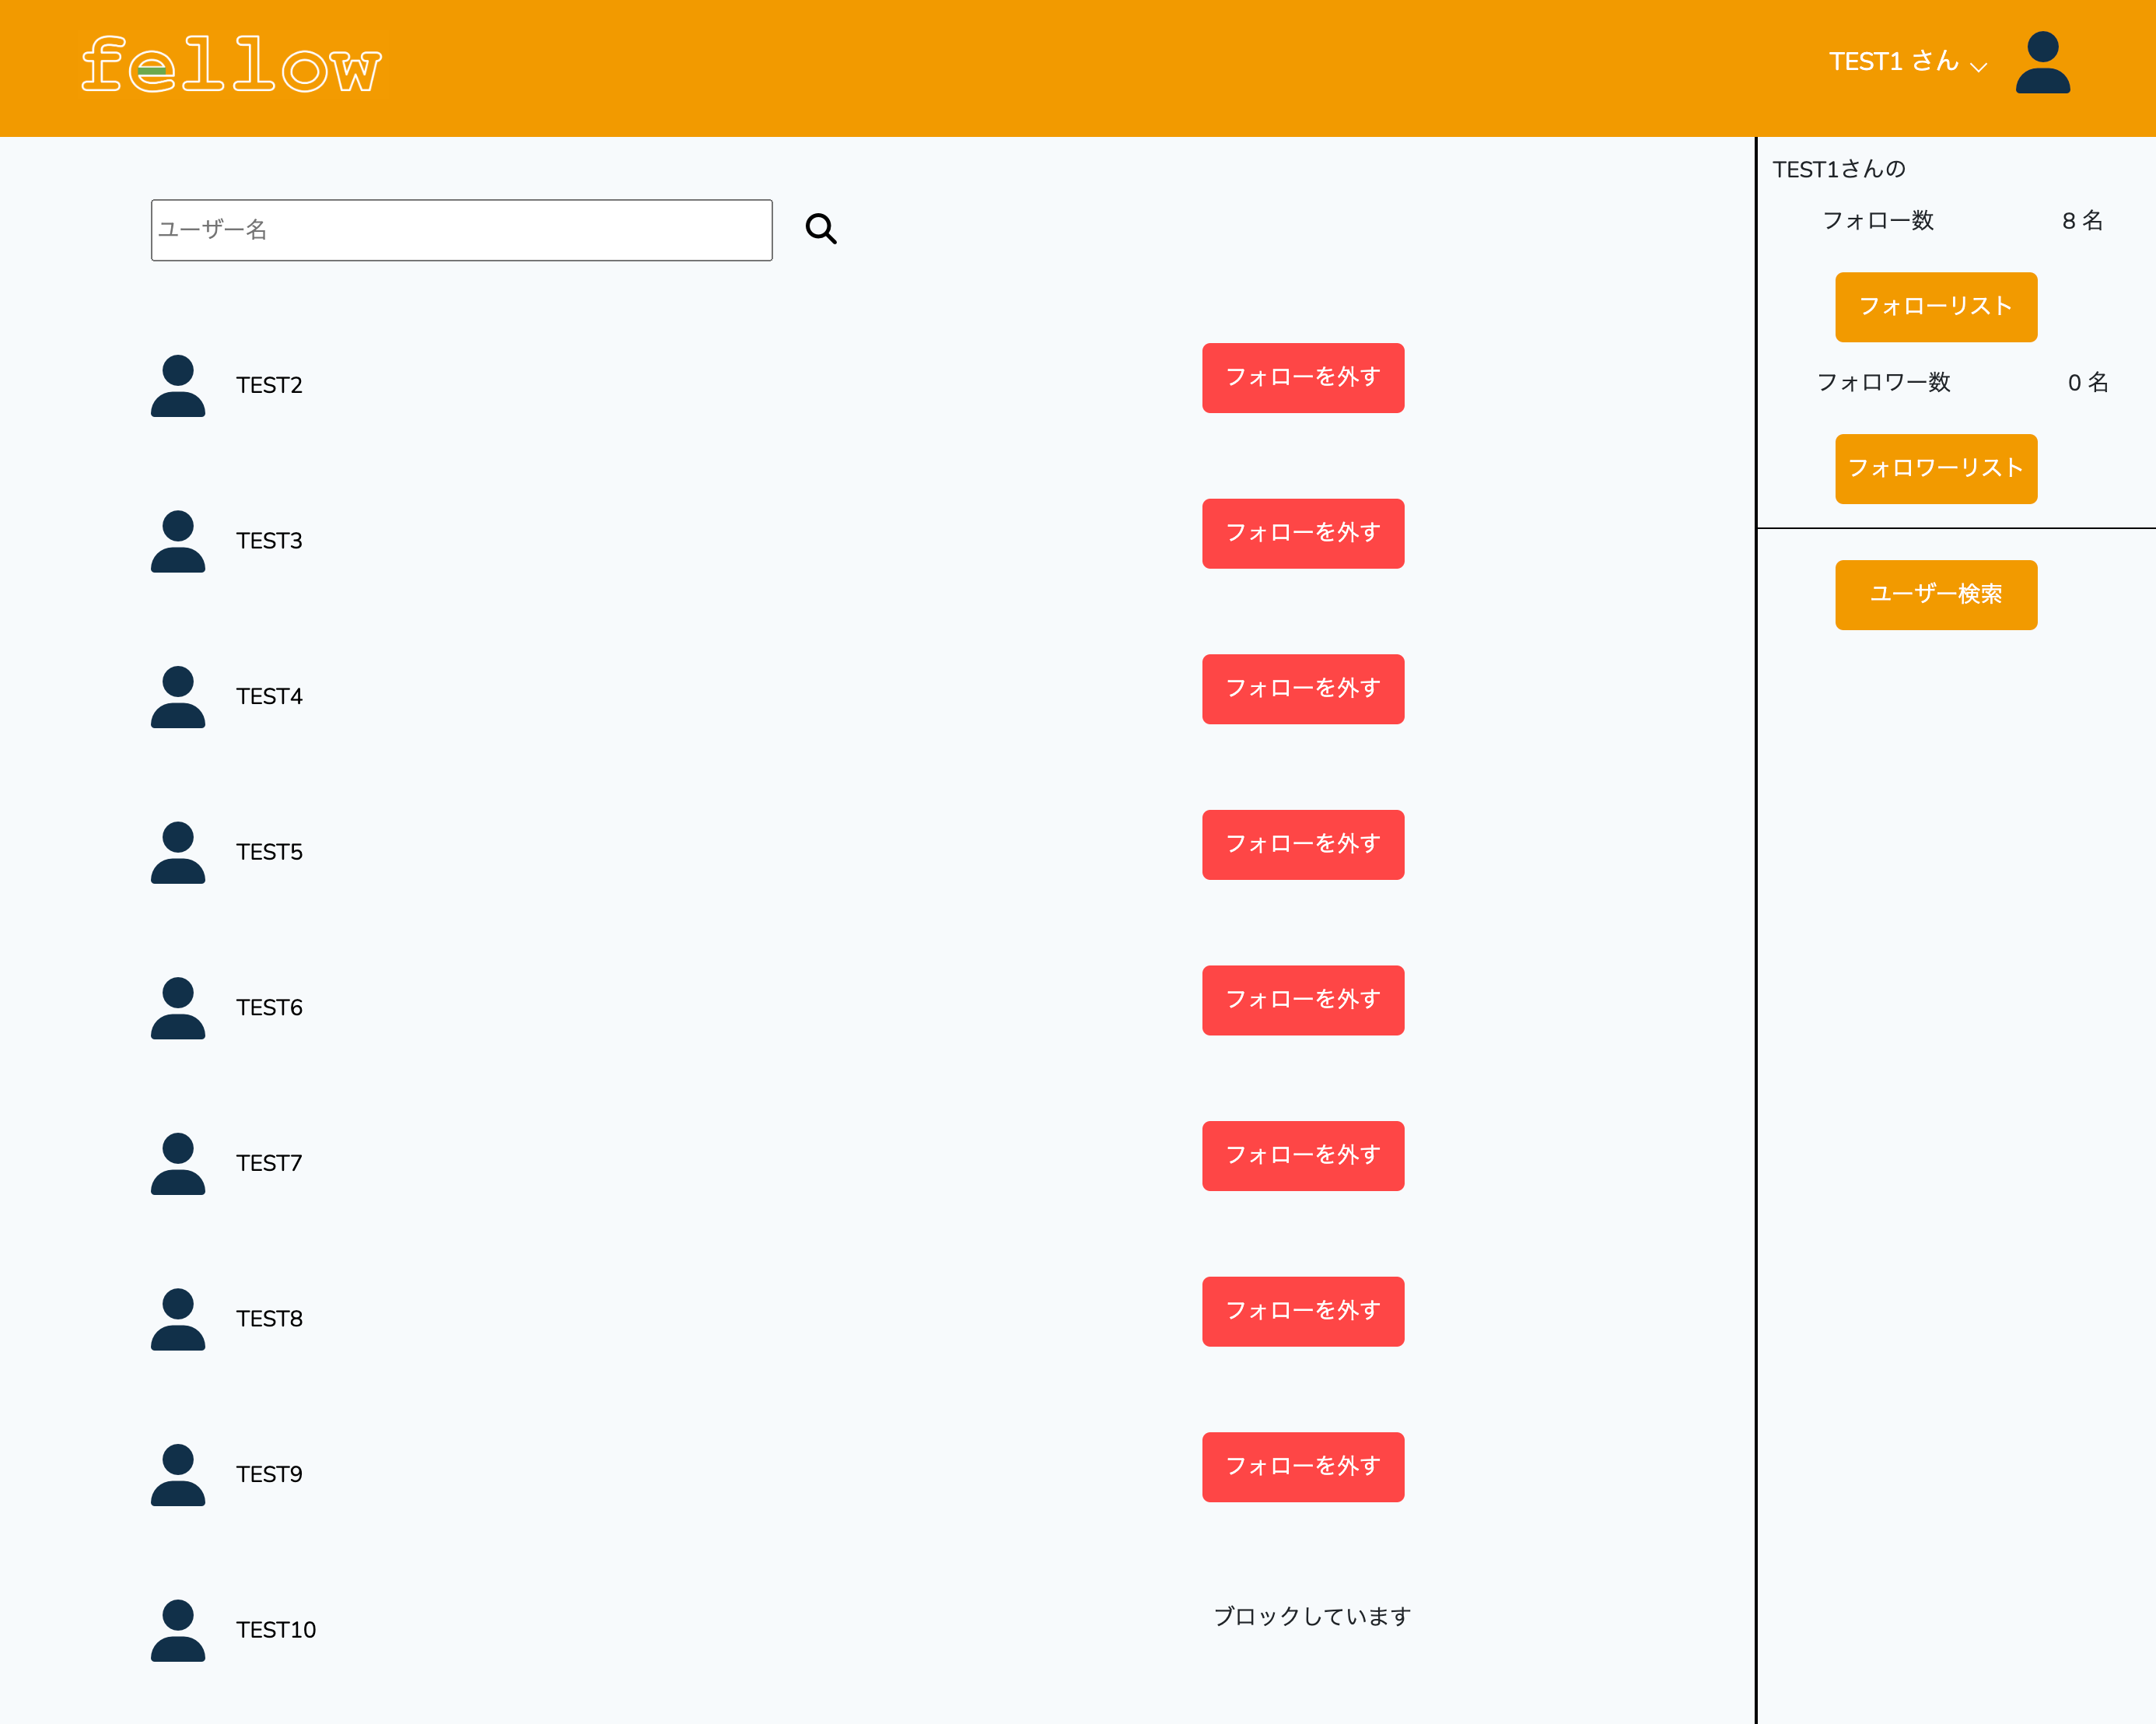 fellow
TEST1 さん
ユーザー名
TEST2 フォローを外す
TEST3 フォローを外す
TEST4 フォローを外す
TEST5 フォローを外す
TEST6 フォローを外す
TEST7 フォローを外す
TEST8 フォローを外す
TEST9 フォローを外す
TEST10 ブロックしています
TEST1さんの
フォロー数 8 名
フォローリスト
フォロワー数 0 名
フォロワーリスト
ユーザー検索